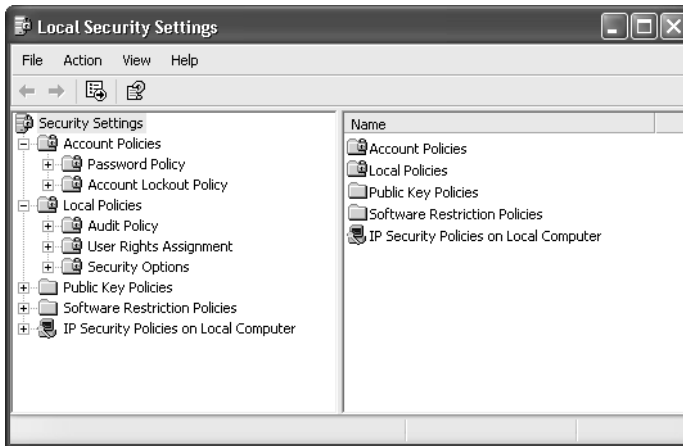 Local Security Settings
File Action View Help
Security Settings
Account Policies
Password Policy
Account Lockout Policy
Local Policies
Audit Policy
User Rights Assignment
Security Options
Public Key Policies
Software Restriction Policies
IP Security Policies on Local Computer
Name
Account Policies
Local Policies
Public Key Policies
Software Restriction Policies
IP Security Policies on Local Computer